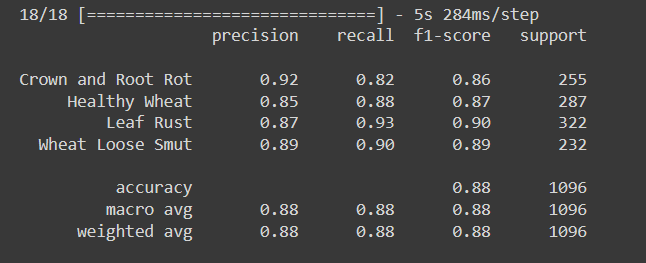 18/18 [==============================] - 5s 284ms/step
precision recall f1-score support
Crown and Root Rot 0.92 0.82 0.86 255
Healthy Wheat 0.85 0.88 0.87 287
Leaf Rust 0.87 0.93 0.90 322
Wheat Loose Smut 0.89 0.90 0.89 232
accuracy 0.88 1096
macro avg 0.88 0.88 0.88 1096
weighted avg 0.88 0.88 0.88 1096